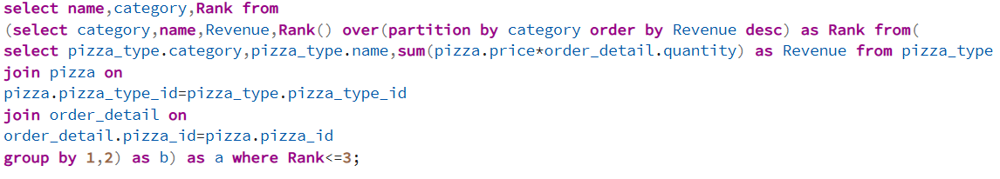 select name,category,Rank from
(select category,name,Revenue,Rank() over(partition by category order by Revenue desc) as Rank from(
select pizza_type.category,pizza_type.name,sum(pizza.price*order_detail.quantity) as Revenue from pizza_type
join pizza on
pizza.pizza_type_id=pizza_type.pizza_type_id
join order_detail on
order_detail.pizza_id=pizza.pizza_id
group by 1,2) as b) as a where Rank<=3;